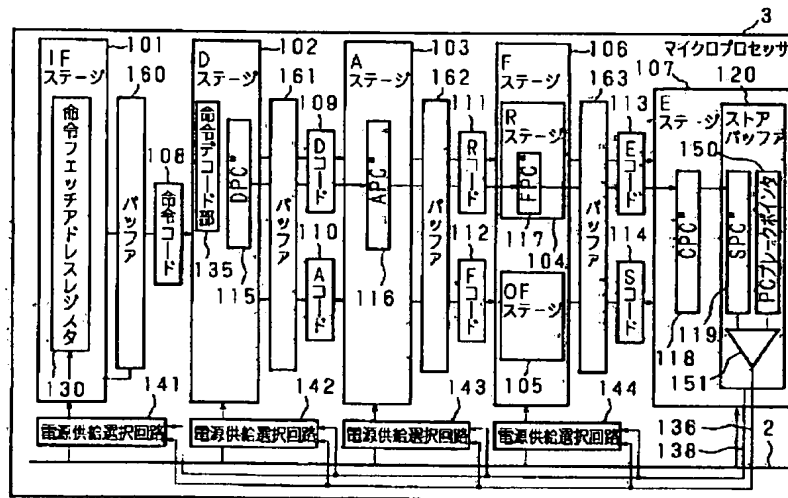 3
101
160
102
161
103
162
106
163
マイクロプロセッサ
107
120
IF
ステージ
命令フエッチアドレスレジスタ
130
バッファ
108
命令コード
D
ステージ
命令デコード部
135
DPC"
115
バッファ
109
Dコード
110
Aコード
A
ステージ
APC"
116
バッファ
111
Rコード
112
Fコード
F
ステージ
R
ステージ
FPC"
117
104
OF
ステージ
105
バッファ
113
Eコード
114
Sコード
E
ステージ
CPC"
118
ストア
バッファ
150
SPC"
119
PCブレークポインタ
151
141
電源供給選択回路
142
電源供給選択回路
143
電源供給選択回路
144
電源供給選択回路
136
138
2